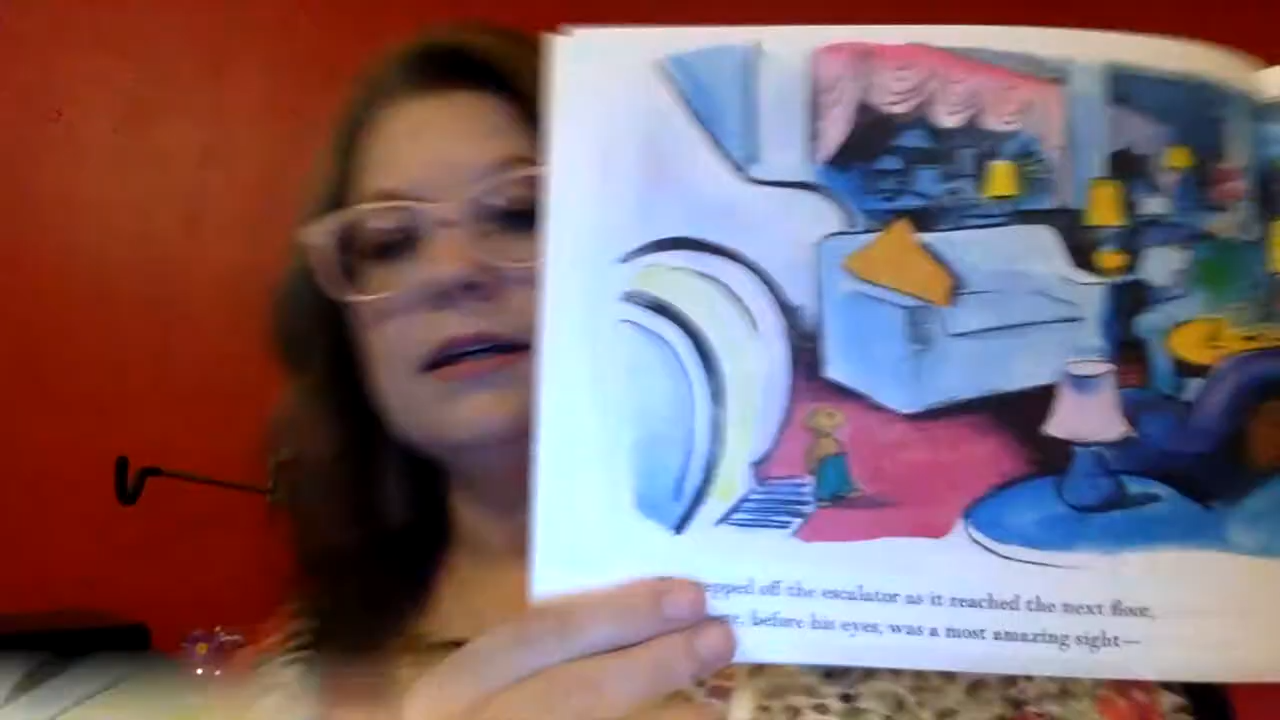 off the escalator as it reached the next floor,
before his eyes, was a most amazing sight—